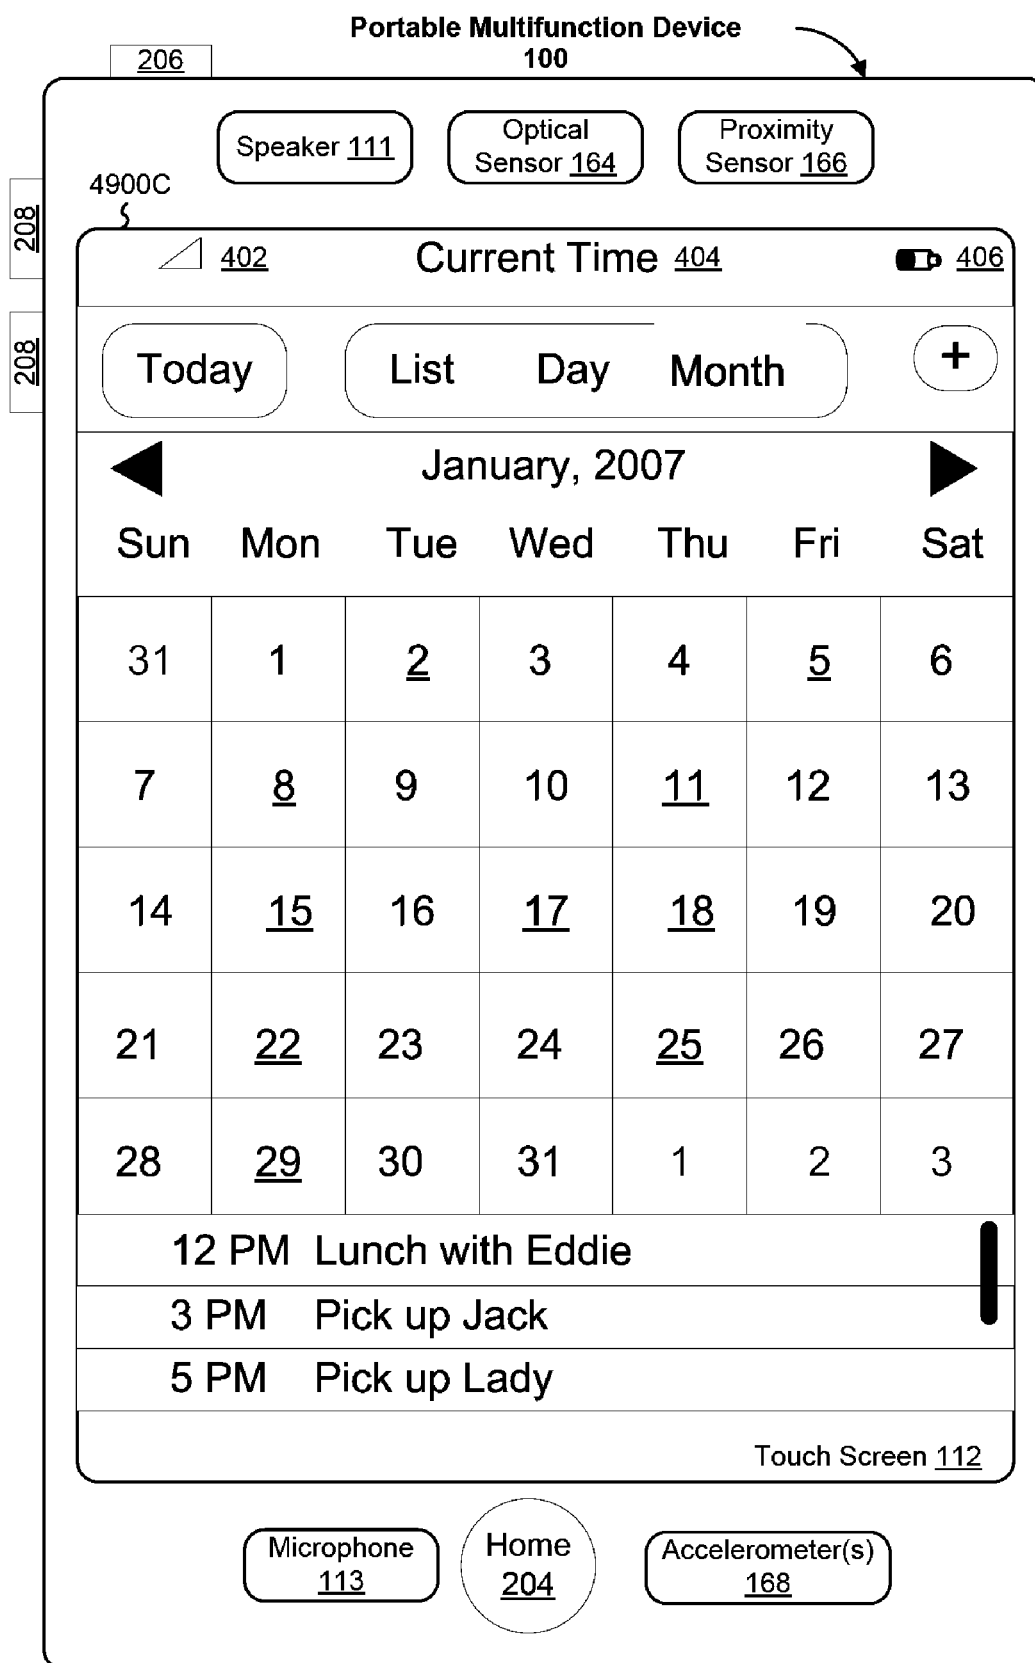 Portable Multifunction Device
100
206
Speaker 111
Optical
Sensor 164
Proximity
Sensor 166
208
4900C
402 Current Time 404 406
208
Today List Day Month +
January, 2007
Sun Mon Tue Wed Thu Fri Sat
31 1 2 3 4 5 6
7 8 9 10 11 12 13
14 15 16 17 18 19 20
21 22 23 24 25 26 27
28 29 30 31 1 2 3
12 PM Lunch with Eddie
3 PM Pick up Jack
5 PM Pick up Lady
Touch Screen 112
Microphone
113
Home
204
Accelerometer(s)
168